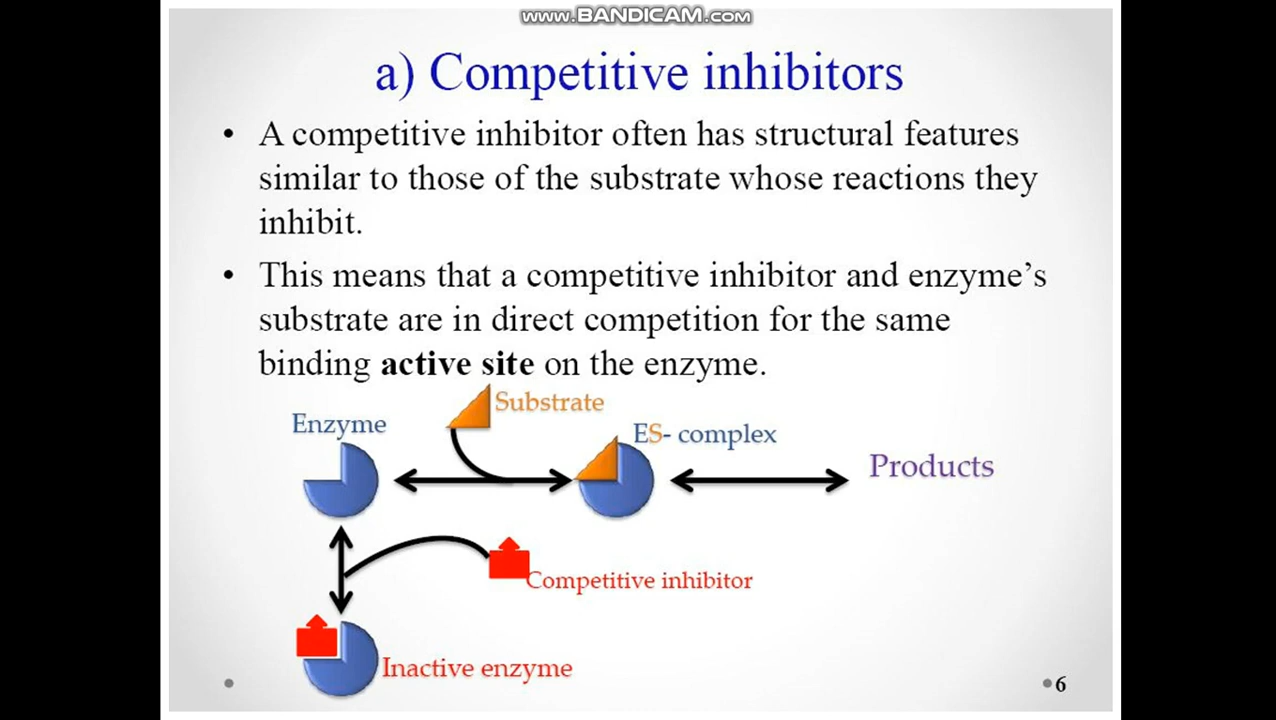 www.BANDICAM.com
a) Competitive inhibitors
• A competitive inhibitor often has structural features
similar to those of the substrate whose reactions they
inhibit.
• This means that a competitive inhibitor and enzyme’s
substrate are in direct competition for the same
binding active site on the enzyme.
Substrate
Enzyme
ES- complex
Products
Competitive inhibitor
Inactive enzyme
6